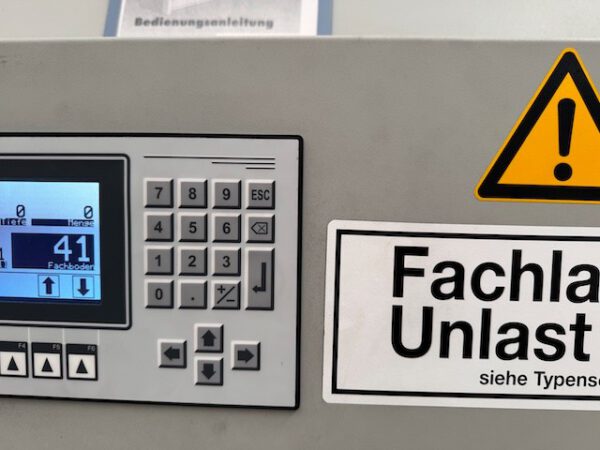 Bedienungsanleitung
0 0
Menge
41
Fachboden
7 8 9 ESC
4 5 6
1 2 3
0 . +/-
F4 F5 F6
Fachla
Unlast
siehe Typens